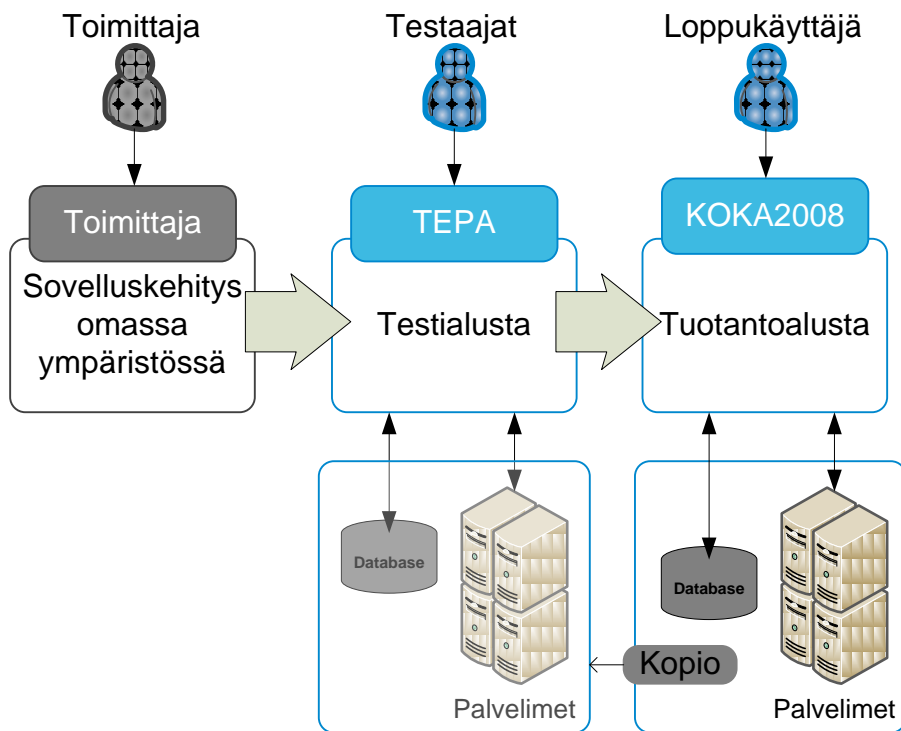 Toimittaja
Testaajat
Loppukäyttäjä
Toimittaja
TEPA
KOKA2008
Sovelluskehitys
omassa
ympäristössä
Testialusta
Tuotantoalusta
Database
Database
Kopio
Palvelimet
Palvelimet